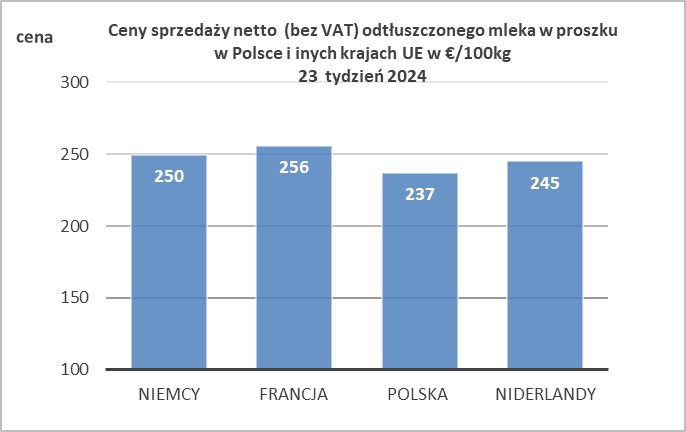 cena
Ceny sprzedaży netto (bez VAT) odtłuszczonego mleka w proszku
w Polsce i inych krajach UE w €/100kg
23 tydzień 2024
300
250
200
150
100
250
256
237
245
NIEMCY
FRANCJA
POLSKA
NIDERLANDY